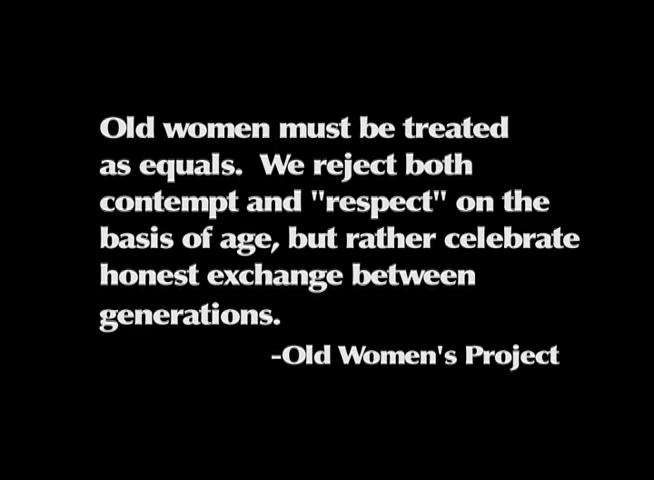 Old women must be treated
as equals.  We reject both
contempt and "respect" on the
basis of age, but rather celebrate
honest exchange between
generations.
-Old Women's Project